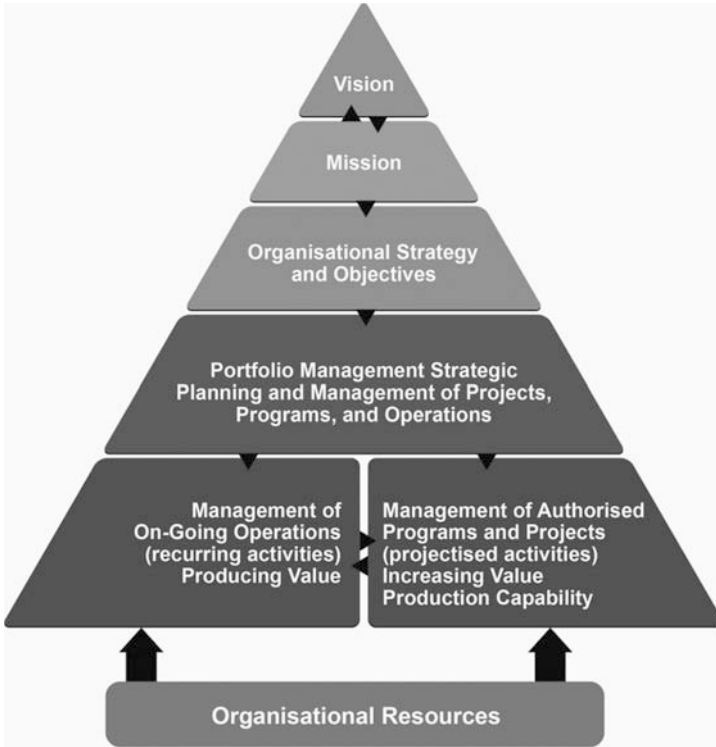 Vision
Mission
Organisational Strategy
and Objectives
Portfolio Management Strategic
Planning and Management of Projects,
Programs, and Operations
Management of
On-Going Operations
(recurring activities)
Producing Value
Management of Authorised
Programs and Projects
(projectised activities)
Increasing Value
Production Capability
Organisational Resources